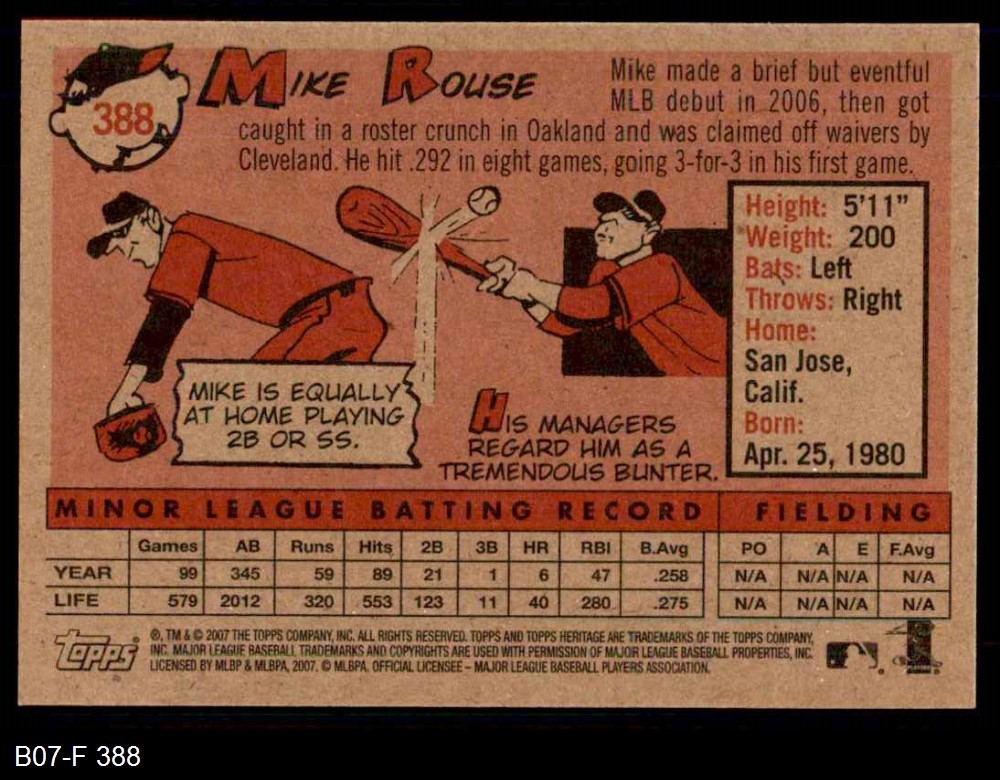 388
MIKE ROUSE
Mike made a brief but eventful
MLB debut in 2006, then got
caught in a roster crunch in Oakland and was claimed off waivers by
Cleveland. He hit .292 in eight games, going 3-for-3 in his first game.
MIKE IS EQUALLY
AT HOME PLAYING
2B OR SS.
HIS MANAGERS
REGARD HIM AS A
TREMENDOUS BUNTER.
Height: 5'11"
Weight: 200
Bats: Left
Throws: Right
Home:
San Jose,
Calif.
Born:
Apr. 25, 1980
MINOR LEAGUE BATTING RECORD FIELDING
Games AB Runs Hits 2B 3B HR RBI B.Avg PO A E F.Avg
YEAR 99 345 59 89 21 1 6 47 .258 N/A N/A N/A N/A
LIFE 579 2012 320 553 123 11 40 280 .275 N/A N/A N/A N/A
topps
®, TM & © 2007 THE TOPPS COMPANY, INC. ALL RIGHTS RESERVED. TOPPS AND TOPPS HERITAGE ARE TRADEMARKS OF THE TOPPS COMPANY,
INC. MAJOR LEAGUE BASEBALL TRADEMARKS AND COPYRIGHTS ARE USED WITH PERMISSION OF MAJOR LEAGUE BASEBALL PROPERTIES, INC.
LICENSED BY MLBP & MLBPA, 2007. © MLBPA, OFFICIAL LICENSEE – MAJOR LEAGUE BASEBALL PLAYERS ASSOCIATION.
B07-F 388